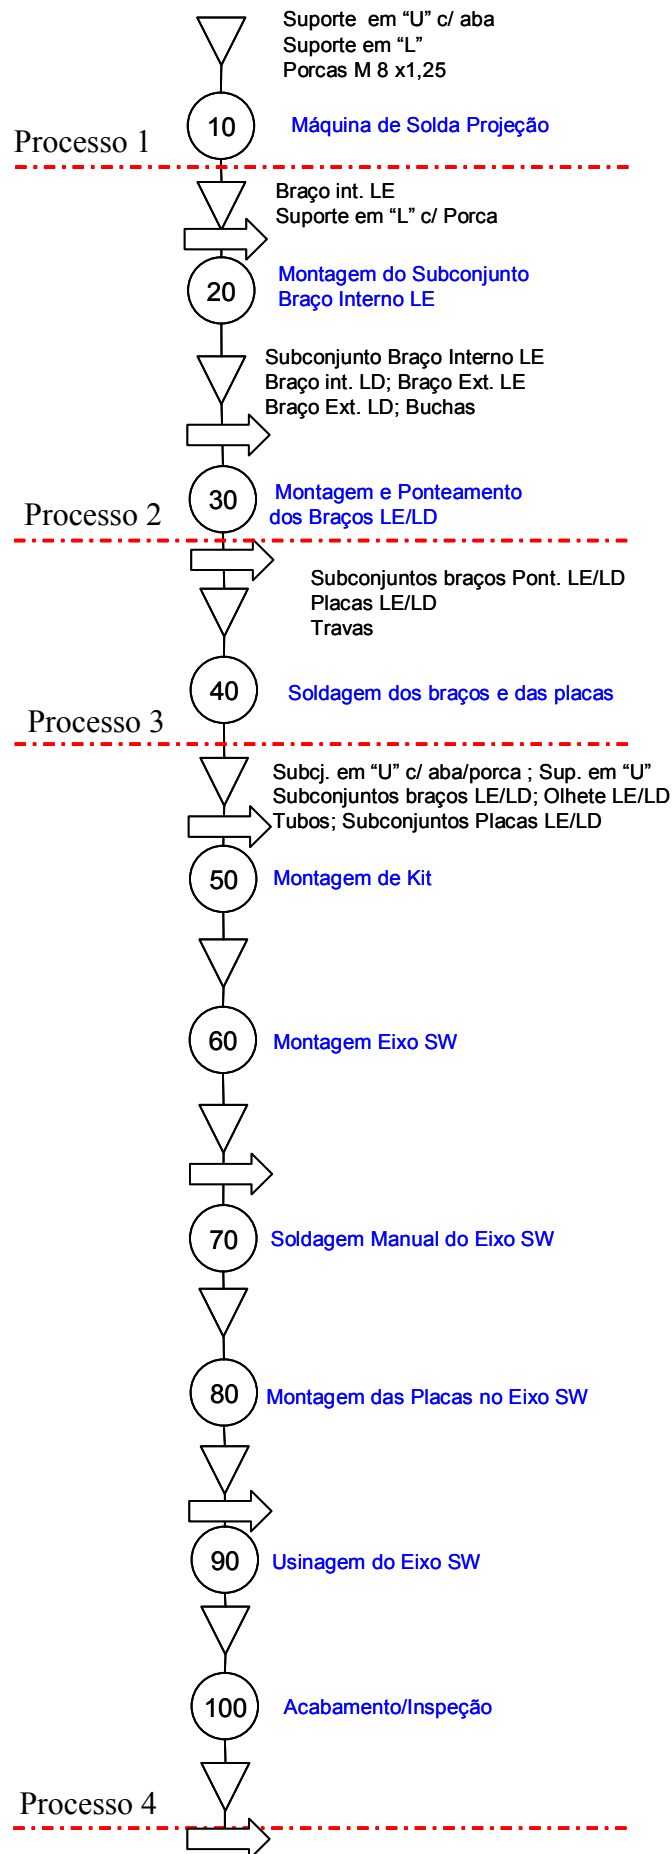 Suporte em “U” c/ aba
Suporte em “L”
Porcas M 8 x1,25
10
Máquina de Solda Projeção
Processo 1
Braço int. LE
Suporte em “L” c/ Porca
20
Montagem do Subconjunto
Braço Interno LE
Subconjunto Braço Interno LE
Braço int. LD; Braço Ext. LE
Braço Ext. LD; Buchas
30
Montagem e Ponteamento
dos Braços LE/LD
Processo 2
Subconjuntos braços Pont. LE/LD
Placas LE/LD
Travas
40
Soldagem dos braços e das placas
Processo 3
Subcj. em “U” c/ aba/porca ; Sup. em “U”
Subconjuntos braços LE/LD; Olhete LE/LD
Tubos; Subconjuntos Placas LE/LD
50
Montagem de Kit
60
Montagem Eixo SW
70
Soldagem Manual do Eixo SW
80
Montagem das Placas no Eixo SW
90
Usinagem do Eixo SW
100
Acabamento/Inspeção
Processo 4